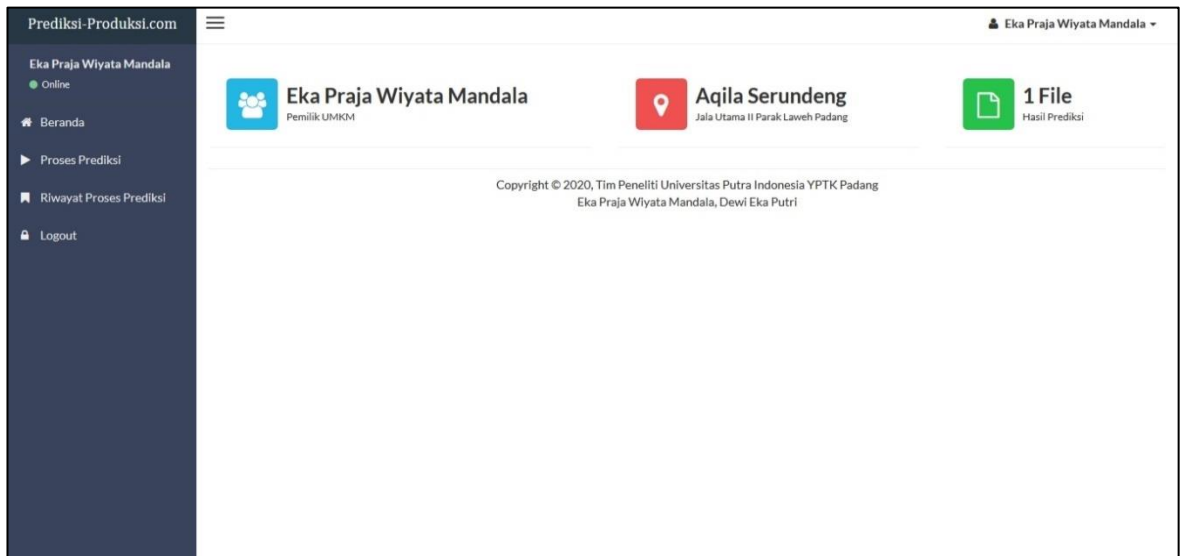 Prediksi-Produksi.com
Eka Praja Wiyata Mandala
Eka Praja Wiyata Mandala
Online
Beranda
Proses Prediksi
Riwayat Proses Prediksi
Logout
Eka Praja Wiyata Mandala
Pemilik UMKM
Aqila Serundeng
Jala Utama II Parak Laweh Padang
1 File
Hasil Prediksi
Copyright © 2020, Tim Peneliti Universitas Putra Indonesia YPTK Padang
Eka Praja Wiyata Mandala, Dewi Eka Putri